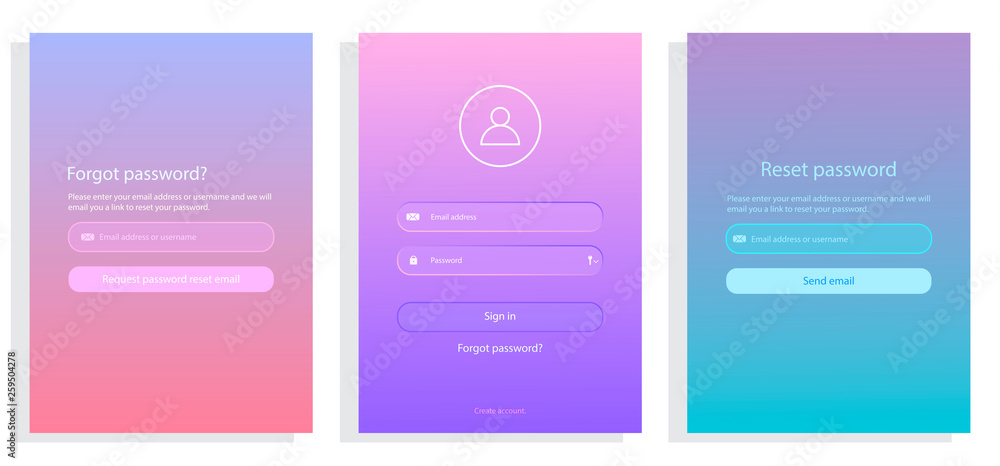 Forgot password?
Please enter your email address or username and we will
email you a link to reset your password.
Email address or username
Request password reset email
Email address
Password
Sign in
Forgot password?
Create account.
Reset password
Please enter your email address or username and we will
email you a link to reset your password.
Email address or username
Send email
Adobe Stock | #259504278